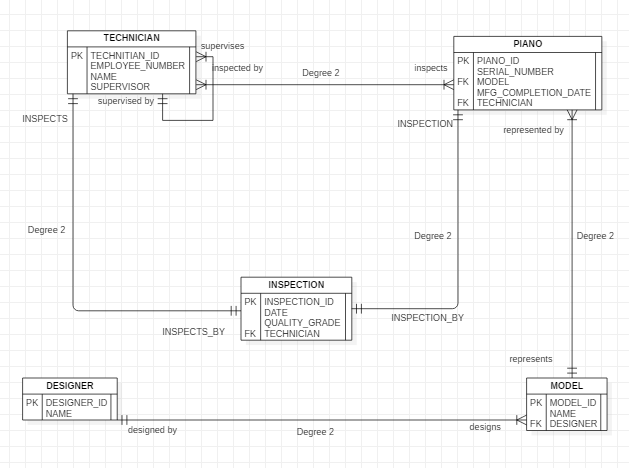 TECHNICIAN
PK TECHNITIAN_ID
EMPLOYEE_NUMBER
NAME
SUPERVISOR
supervises
inspected by
supervised by
Degree 2
inspects
PIANO
PK PIANO_ID
SERIAL_NUMBER
FK MODEL
MFG_COMPLETION_DATE
FK TECHNICIAN
INSPECTS
INSPECTION
represented by
Degree 2
Degree 2
Degree 2
INSPECTION
PK INSPECTION_ID
DATE
QUALITY_GRADE
FK TECHNICIAN
INSPECTS_BY
INSPECTION_BY
represents
DESIGNER
PK DESIGNER_ID
NAME
designed by
Degree 2
designs
MODEL
PK MODEL_ID
NAME
FK DESIGNER